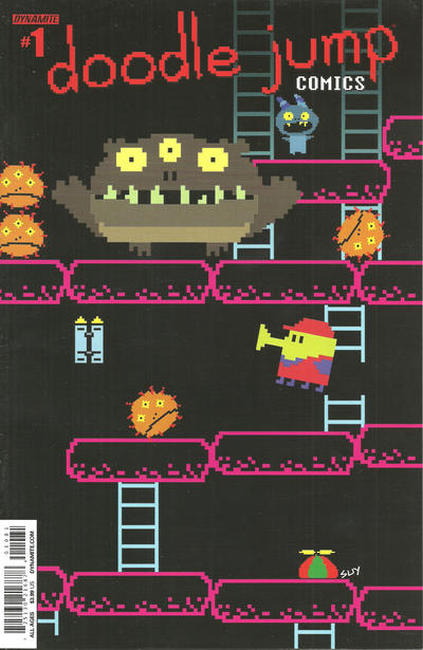 DYNAMITE
#1
doodle jump
COMICS
SLY
ALL AGES $3.99 US DYNAMITE.COM